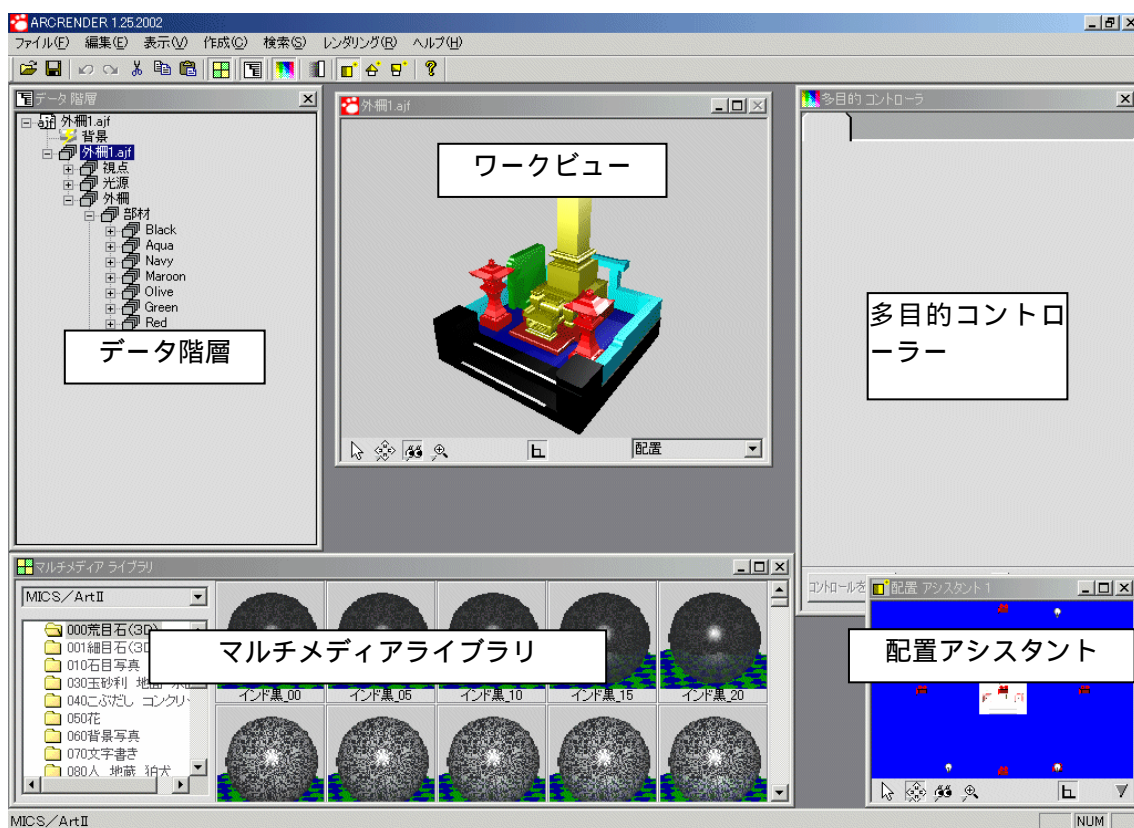 ARCRENDER 1.25.2002
ファイル(F) 編集(E) 表示(V) 作成(C) 検索(S) レンダリング(R) ヘルプ(H)
データ階層
外柵1.ajf
背景
外柵1.ajf
視点
光源
外柵
部材
Black
Aqua
Navy
Maroon
Olive
Green
Red
データ階層
外柵1.ajf
ワークビュー
配置
多目的 コントローラ
多目的コントロ
ーラー
コントロールを
マルチメディア ライブラリ
MICS/ArtⅡ
000荒目石(3D)
001細目石(3D
010石目写真
030玉砂利 地面
040こぶだし コンクリ
050花
060背景写真
070文字書き
080人 地蔵 狛犬
マルチメディアライブラリ
インド黒_00
インド黒_05
インド黒_10
インド黒_15
インド黒_20
配置 アシスタント 1
配置アシスタント
MICS/ArtⅡ
NUM